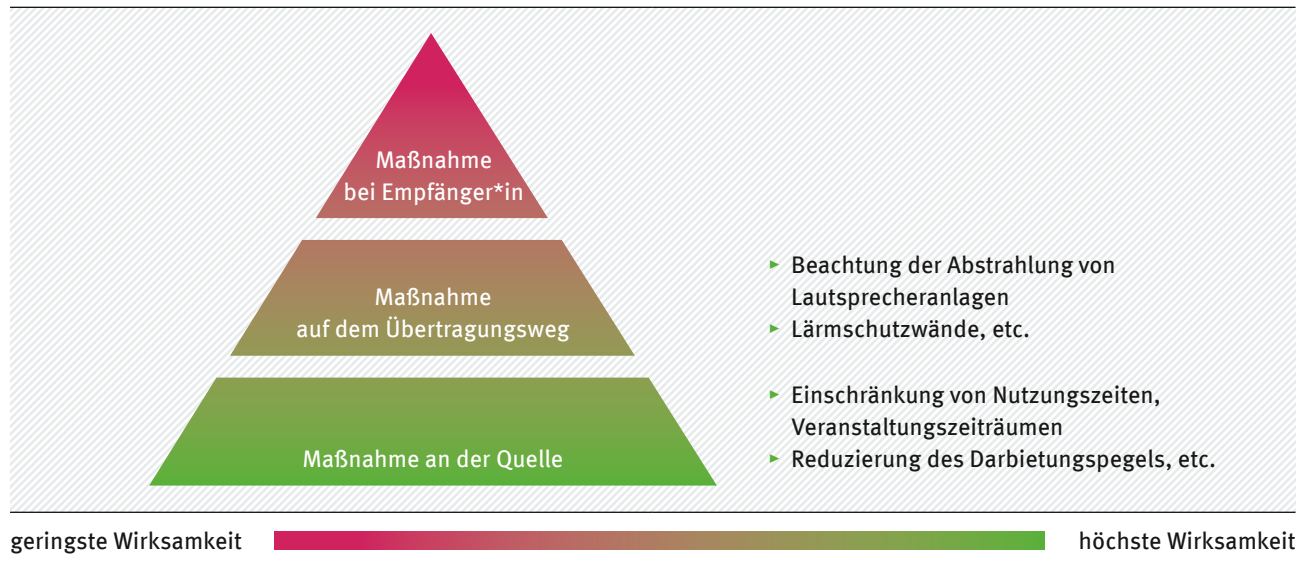 Maßnahme
bei Empfänger*in
Maßnahme
auf dem Übertragungsweg
▸ Beachtung der Abstrahlung von
Lautsprecheranlagen
▸ Lärmschutzwände, etc.
Maßnahme an der Quelle
▸ Einschränkung von Nutzungszeiten,
Veranstaltungszeiträumen
▸ Reduzierung des Darbietungspegels, etc.
geringste Wirksamkeit
höchste Wirksamkeit